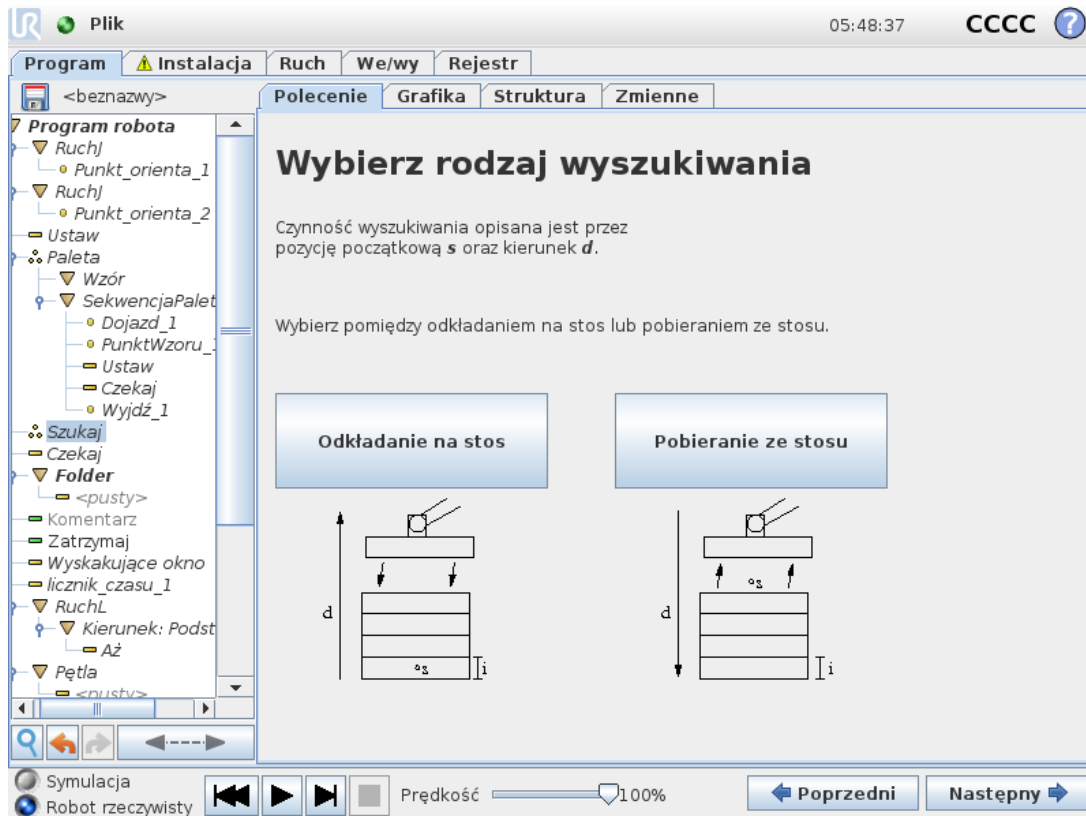 UR Plik 05:48:37 CCCC ?
Program Instalacja Ruch We/wy Rejestr
<beznazwy>
Polecenie Grafika Struktura Zmienne
Program robota
RuchJ
Punkt_orienta_1
RuchJ
Punkt_orienta_2
Ustaw
Paleta
Wzór
SekwencjaPalet
Dojazd_1
PunktWzoru_1
Ustaw
Czekaj
Wyjdź_1
Szukaj
Czekaj
Folder
<pusty>
Komentarz
Zatrzymaj
Wyskakujące okno
licznik_czasu_1
RuchL
Kierunek: Podst
Aż
Pętla
<pusty>
Wybierz rodzaj wyszukiwania
Czynność wyszukiwania opisana jest przez
pozycję początkową s oraz kierunek d.
Wybierz pomiędzy odkładaniem na stos lub pobieraniem ze stosu.
Odkładanie na stos
Pobieranie ze stosu
d
s
i
d
s
i
Symulacja
Robot rzeczywisty
Prędkość 100%
Poprzedni
Następny